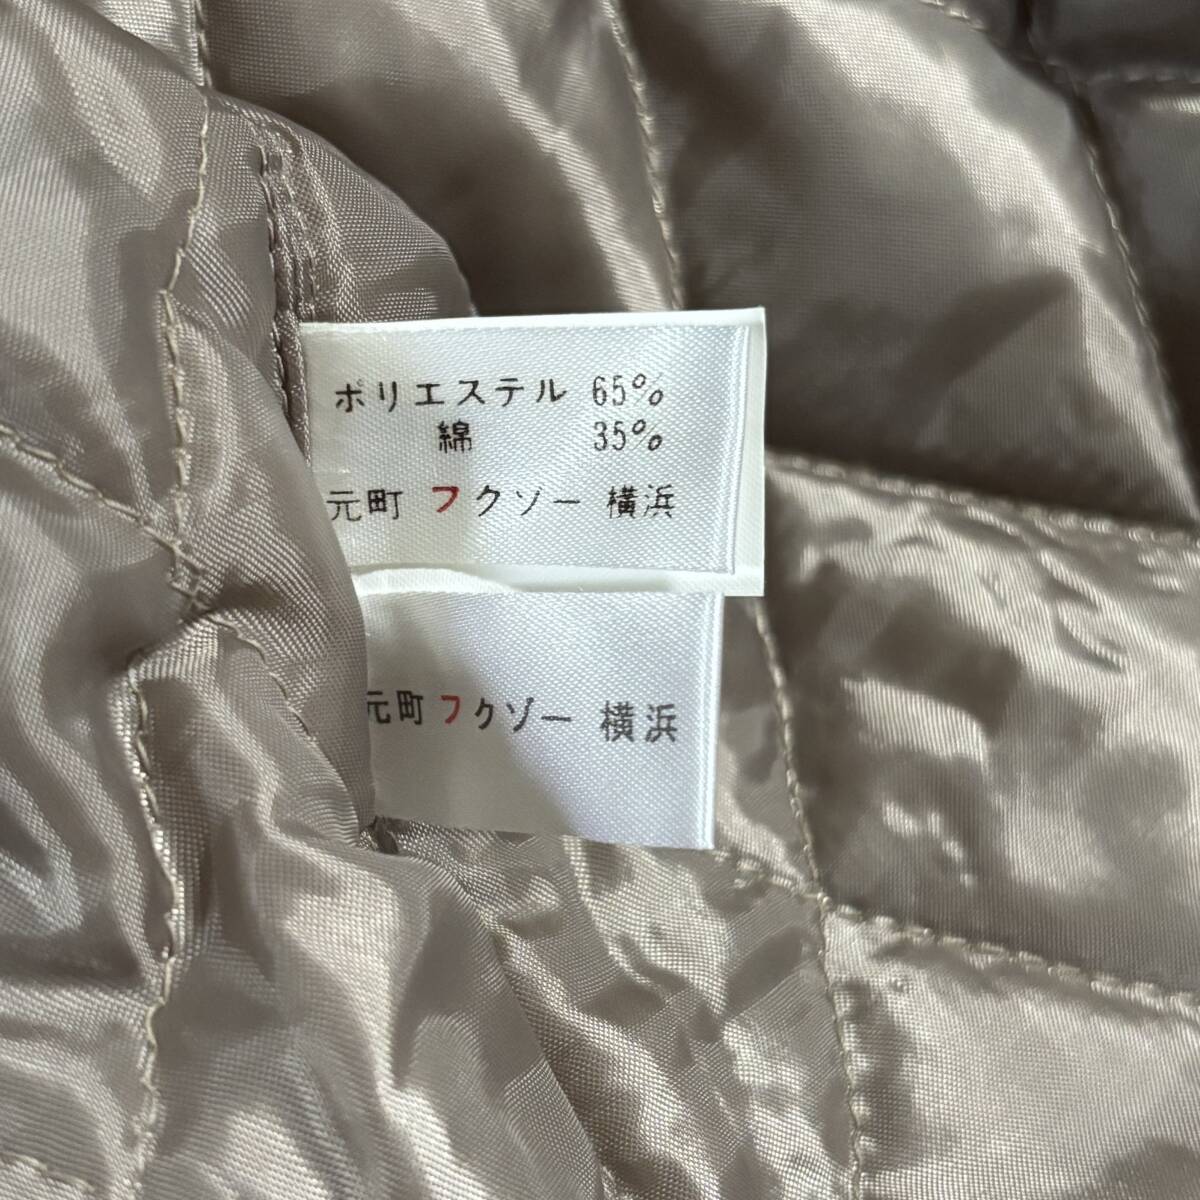 ポリエステル 65%
綿 35%
元町 フクゾー 横浜
元町 フクゾー 横浜